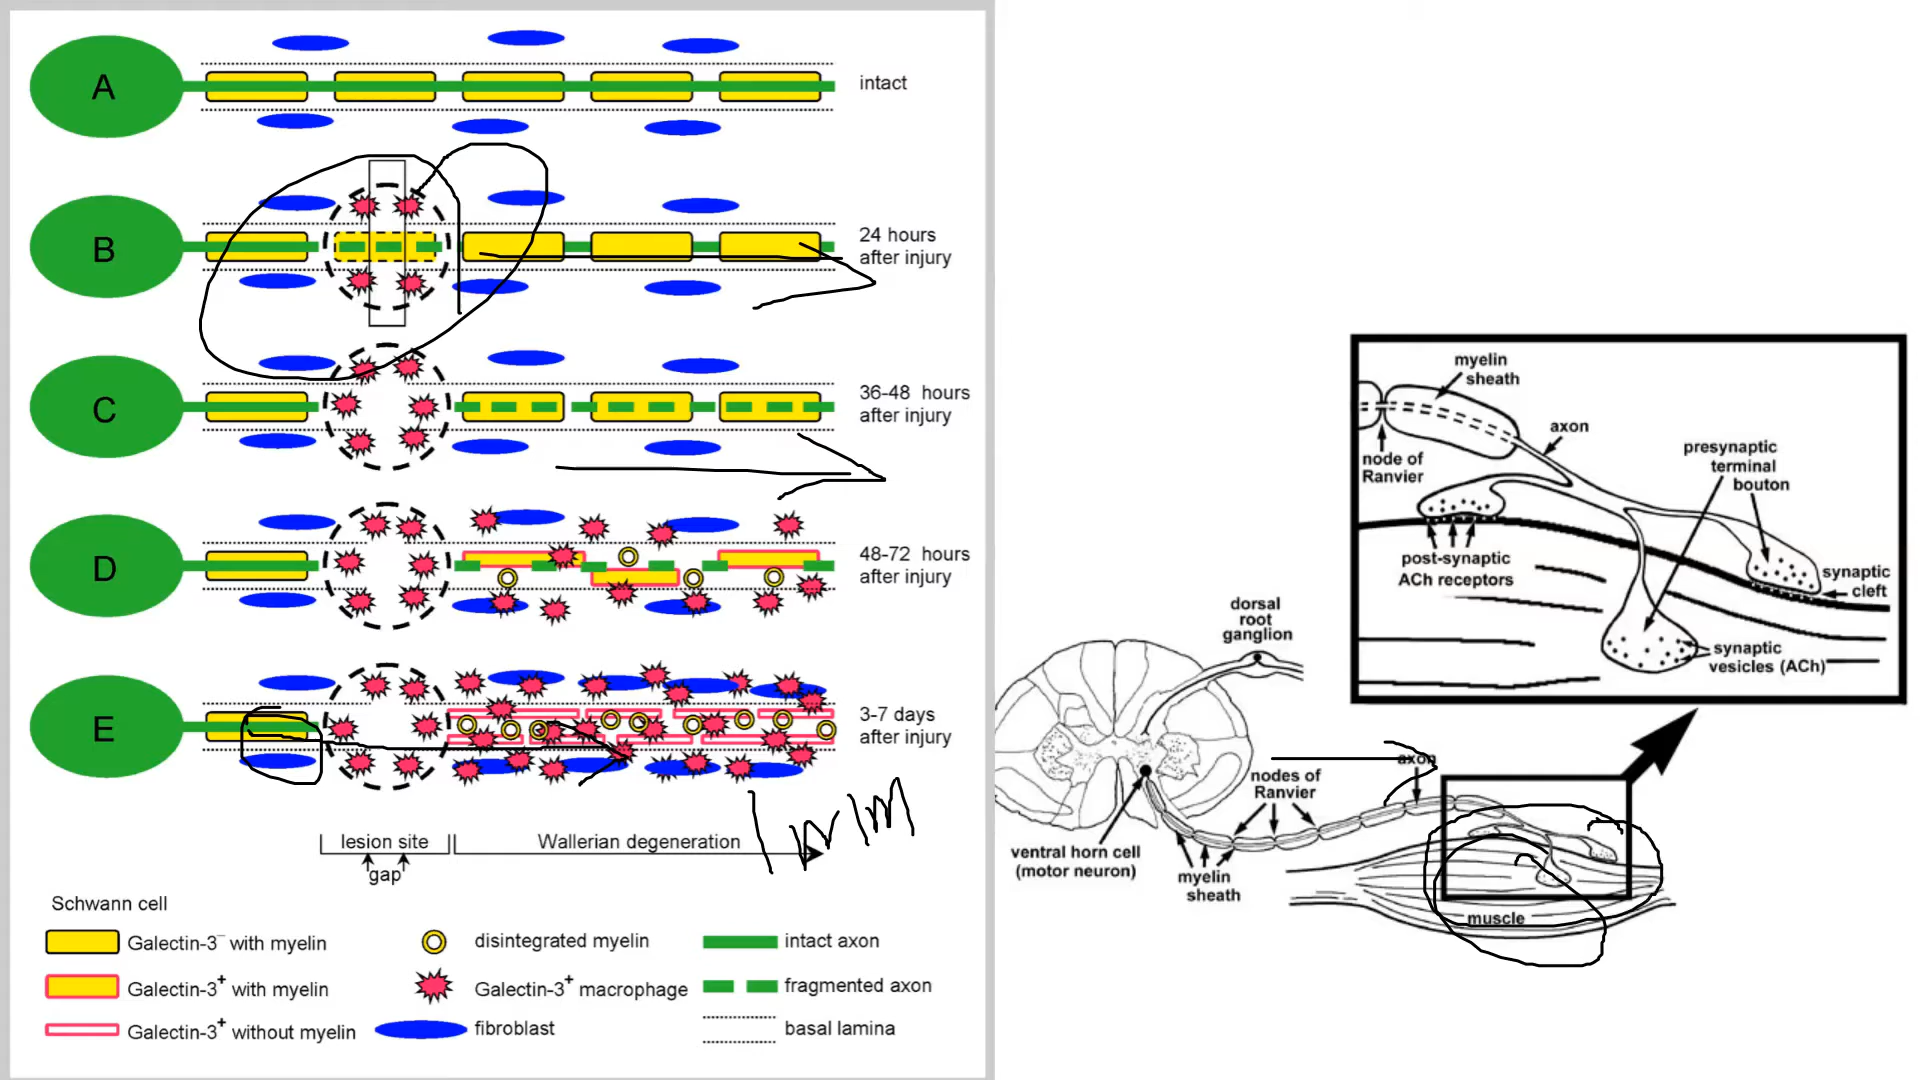 A
intact
B
24 hours
after injury
C
36-48 hours
after injury
D
48-72 hours
after injury
E
3-7 days
after injury
lesion site
gap
Wallerian degeneration
Schwann cell
Galectin-3⁻ with myelin
Galectin-3⁺ with myelin
Galectin-3⁺ without myelin
disintegrated myelin
Galectin-3⁺ macrophage
fibroblast
intact axon
fragmented axon
basal lamina
myelin
sheath
axon
node of
Ranvier
presynaptic
terminal
bouton
post-synaptic
ACh receptors
synaptic
cleft
synaptic
vesicles (ACh)
dorsal
root
ganglion
axon
nodes of
Ranvier
ventral horn cell
(motor neuron)
myelin
sheath
muscle